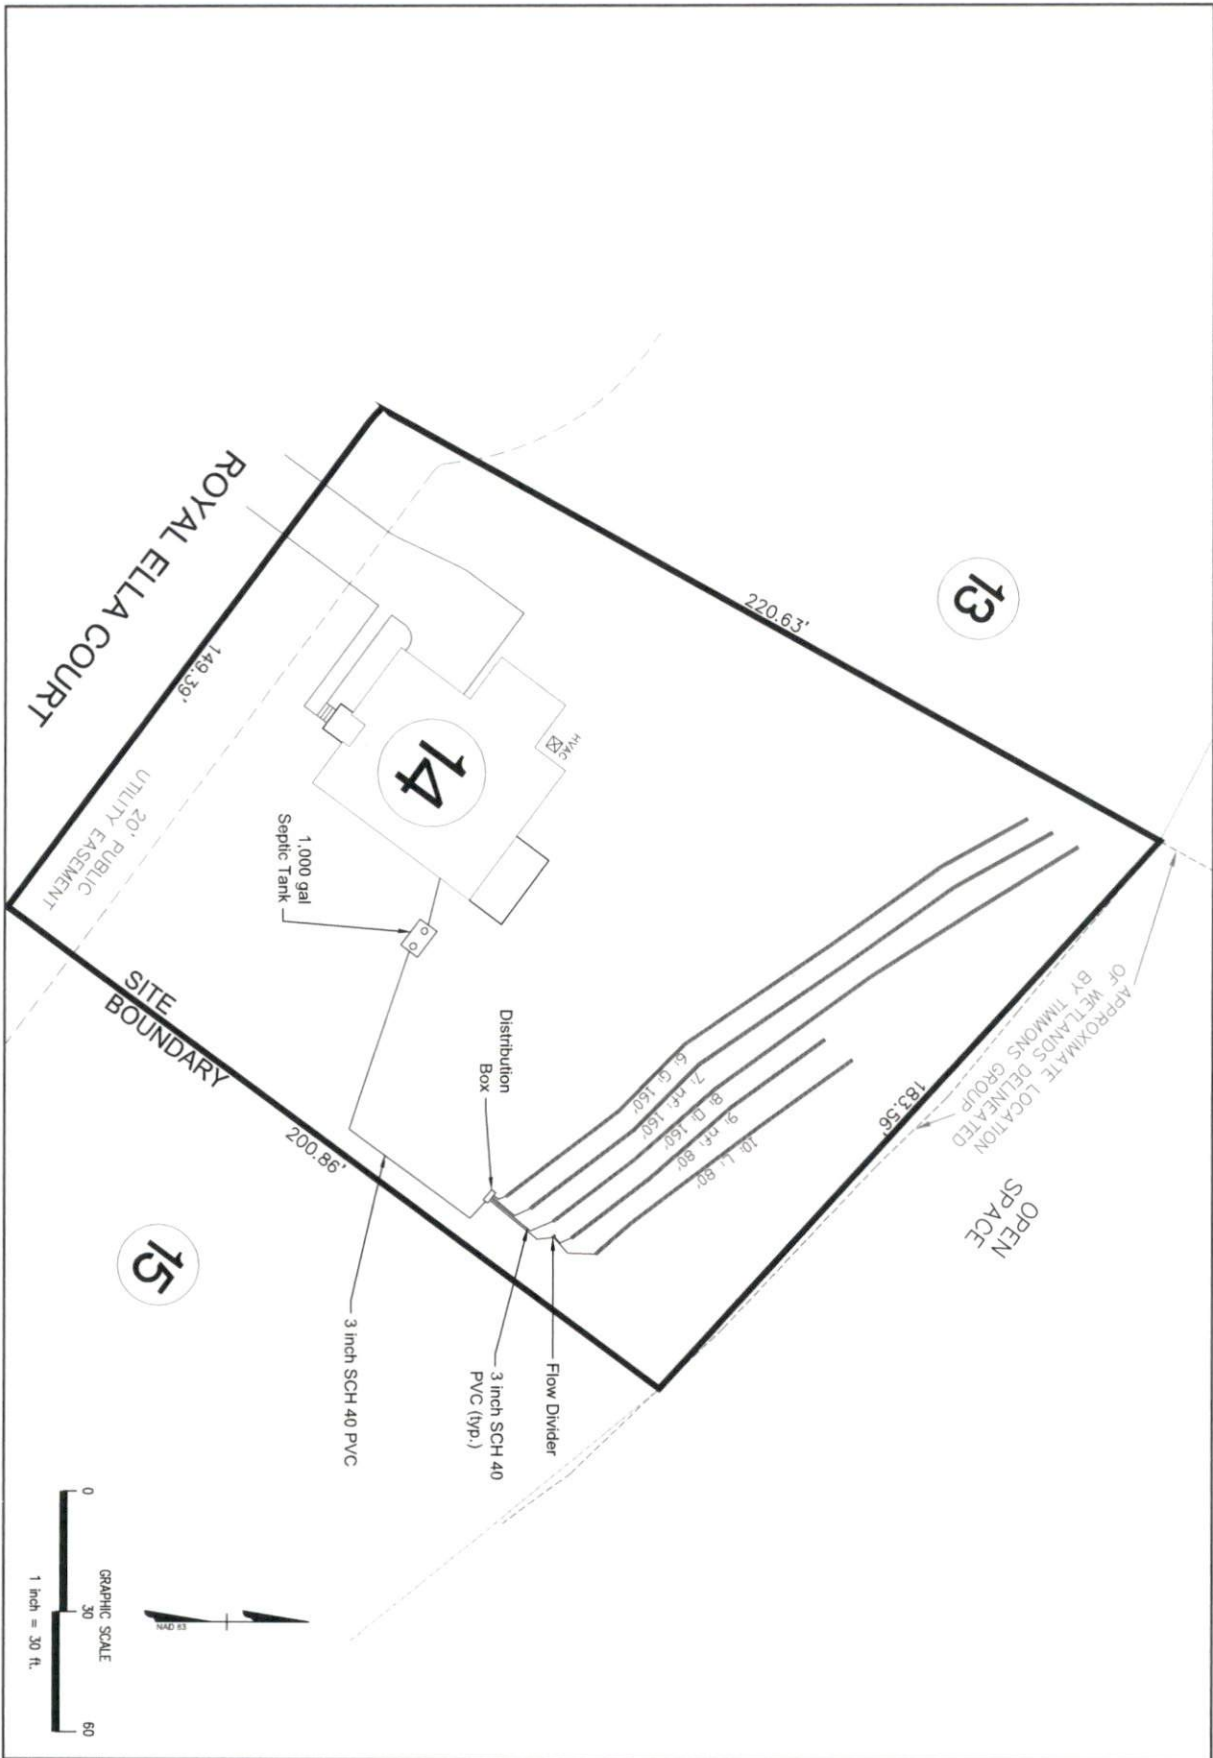 13
220.63'
APPROXIMATE LOCATION
OF WETLANDS DELINEATED
BY TIMMONS GROUP
183.56'
OPEN
SPACE
ROYAL ELLA COURT
149.39'
20' PUBLIC
UTILITY EASEMENT
14
HVAC
1,000 gal
Septic Tank
Distribution
Box
6: G: 160'
7: nf: 160'
8: D: 160'
9: nf: 80'
10: L: 80'
SITE
BOUNDARY
200.86'
15
Flow Divider
3 inch SCH 40
PVC (typ.)
3 inch SCH 40 PVC
NAD 83
GRAPHIC SCALE
0 30 60
1 inch = 30 ft.